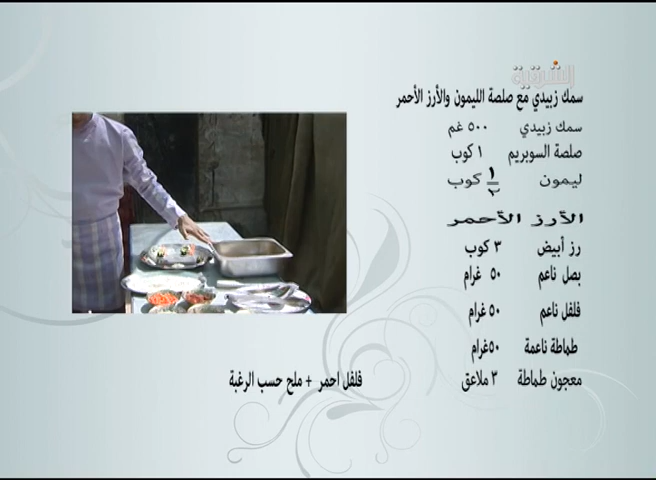 الشرقية
سمك زبيدي مع صلصة الليمون والأرز الأحمر
سمك زبيدي ٥٠٠ غم
صلصة السوبريم ١ كوب
ليمون ١/٢ كوب
الأرز الأحمر
رز أبيض ٣ كوب
بصل ناعم ٥٠ غرام
فلفل ناعم ٥٠ غرام
طماطة ناعمة ٥٠غرام
معجون طماطة ٣ ملاعق
فلفل احمر + ملح حسب الرغبة